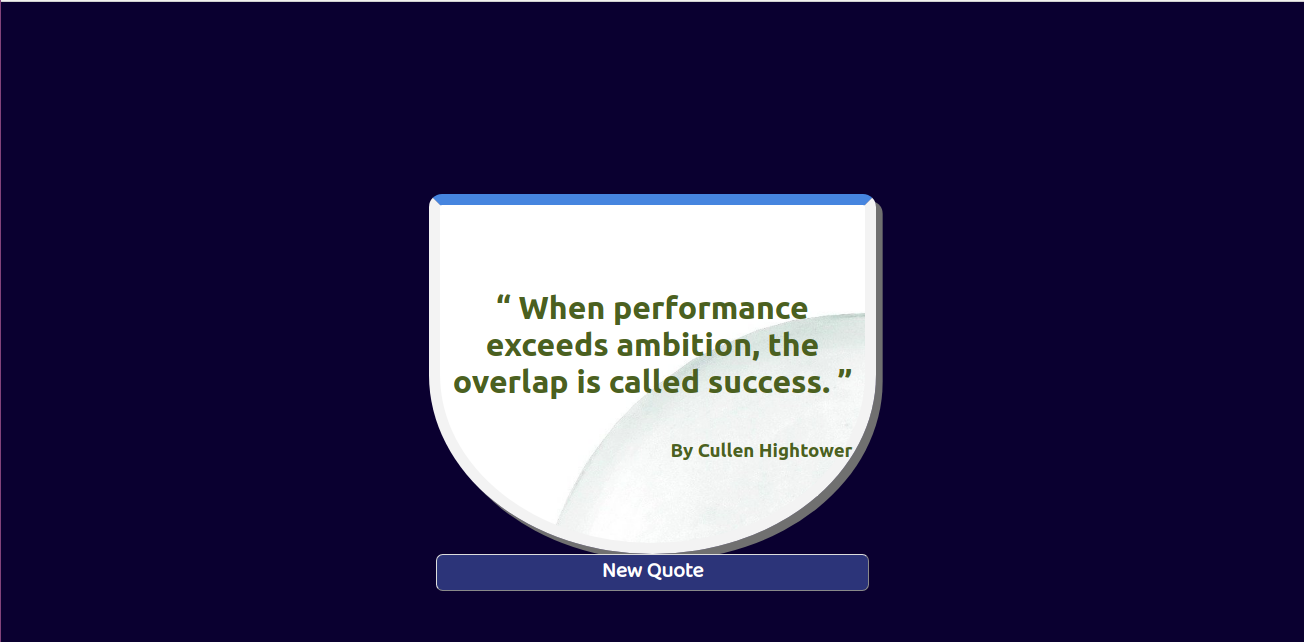 “ When performance
exceeds ambition, the
overlap is called success. ”
By Cullen Hightower
New Quote